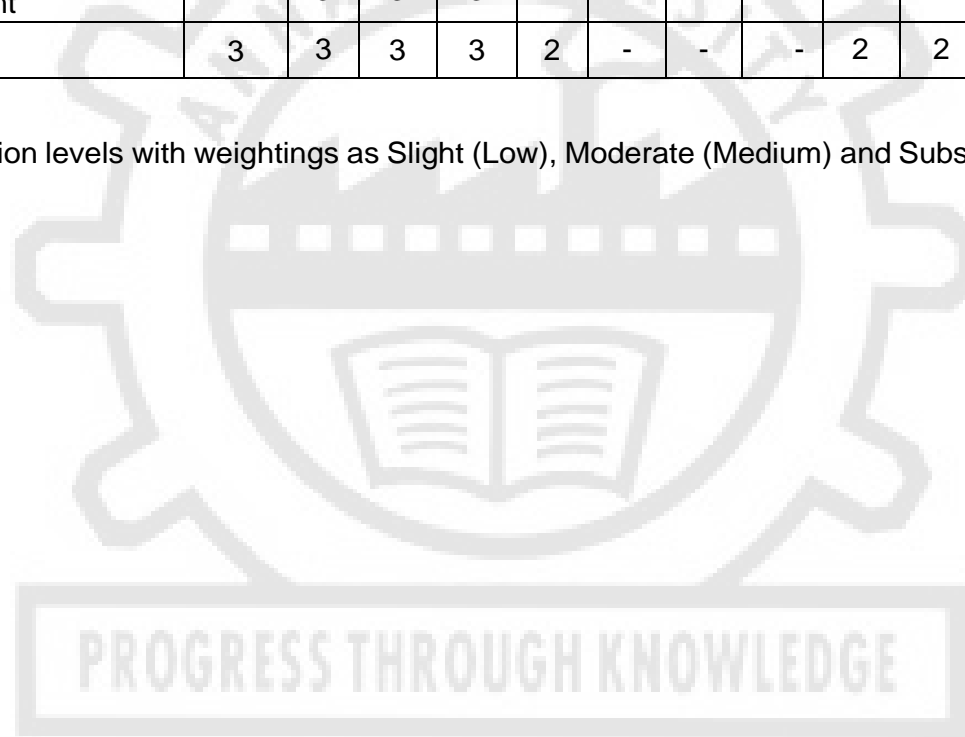 nt
3 3 3 3 2 - - - 2 2
ion levels with weightings as Slight (Low), Moderate (Medium) and Subs
PROGRESS THROUGH KNOWLEDGE